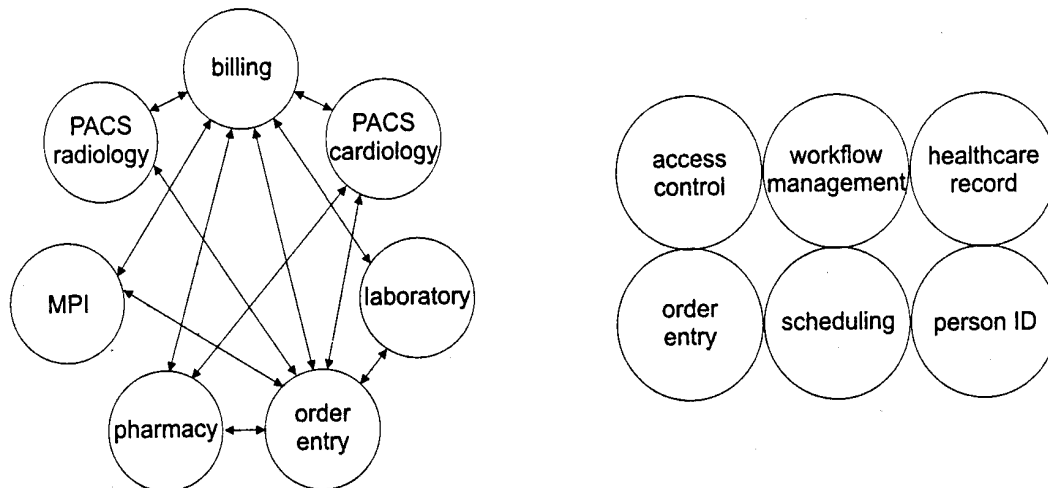 billing
PACS
radiology
PACS
cardiology
MPI
laboratory
pharmacy
order
entry
access
control
workflow
management
healthcare
record
order
entry
scheduling
person ID